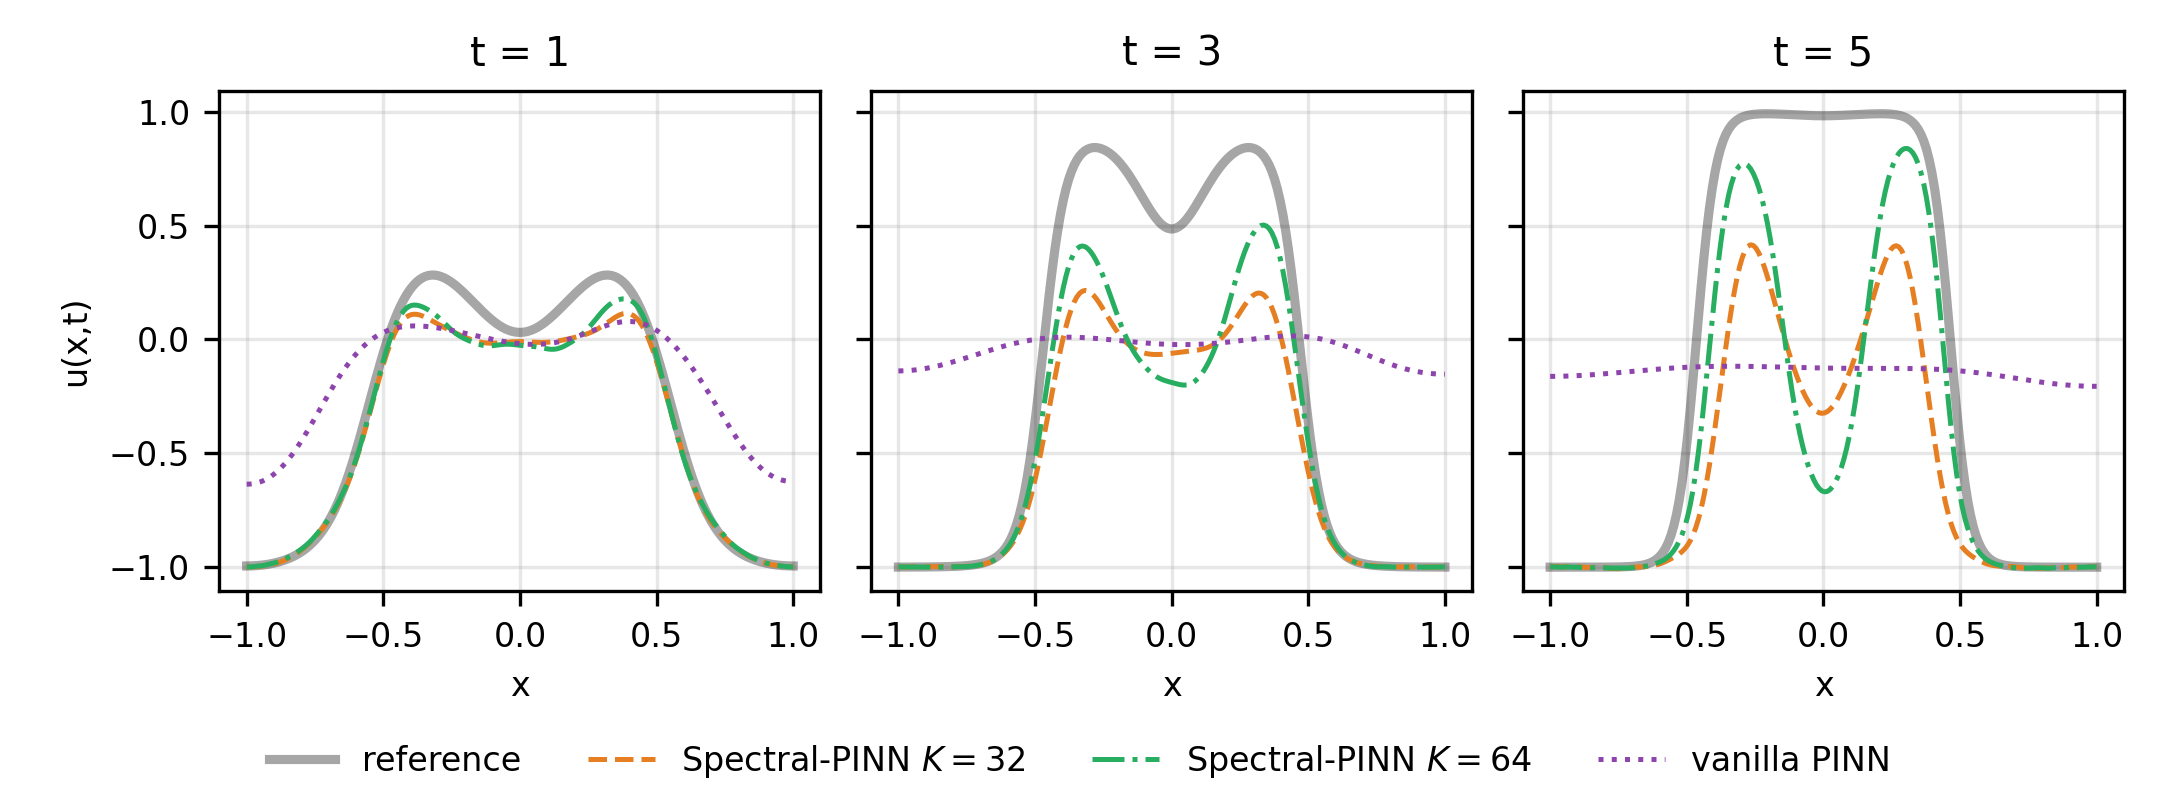 t = 1
t = 3
t = 5
u(x,t)
1.0
0.5
0.0
−0.5
−1.0
−1.0 −0.5 0.0 0.5 1.0
−1.0 −0.5 0.0 0.5 1.0
−1.0 −0.5 0.0 0.5 1.0
x
x
x
reference Spectral-PINN K = 32 Spectral-PINN K = 64 vanilla PINN